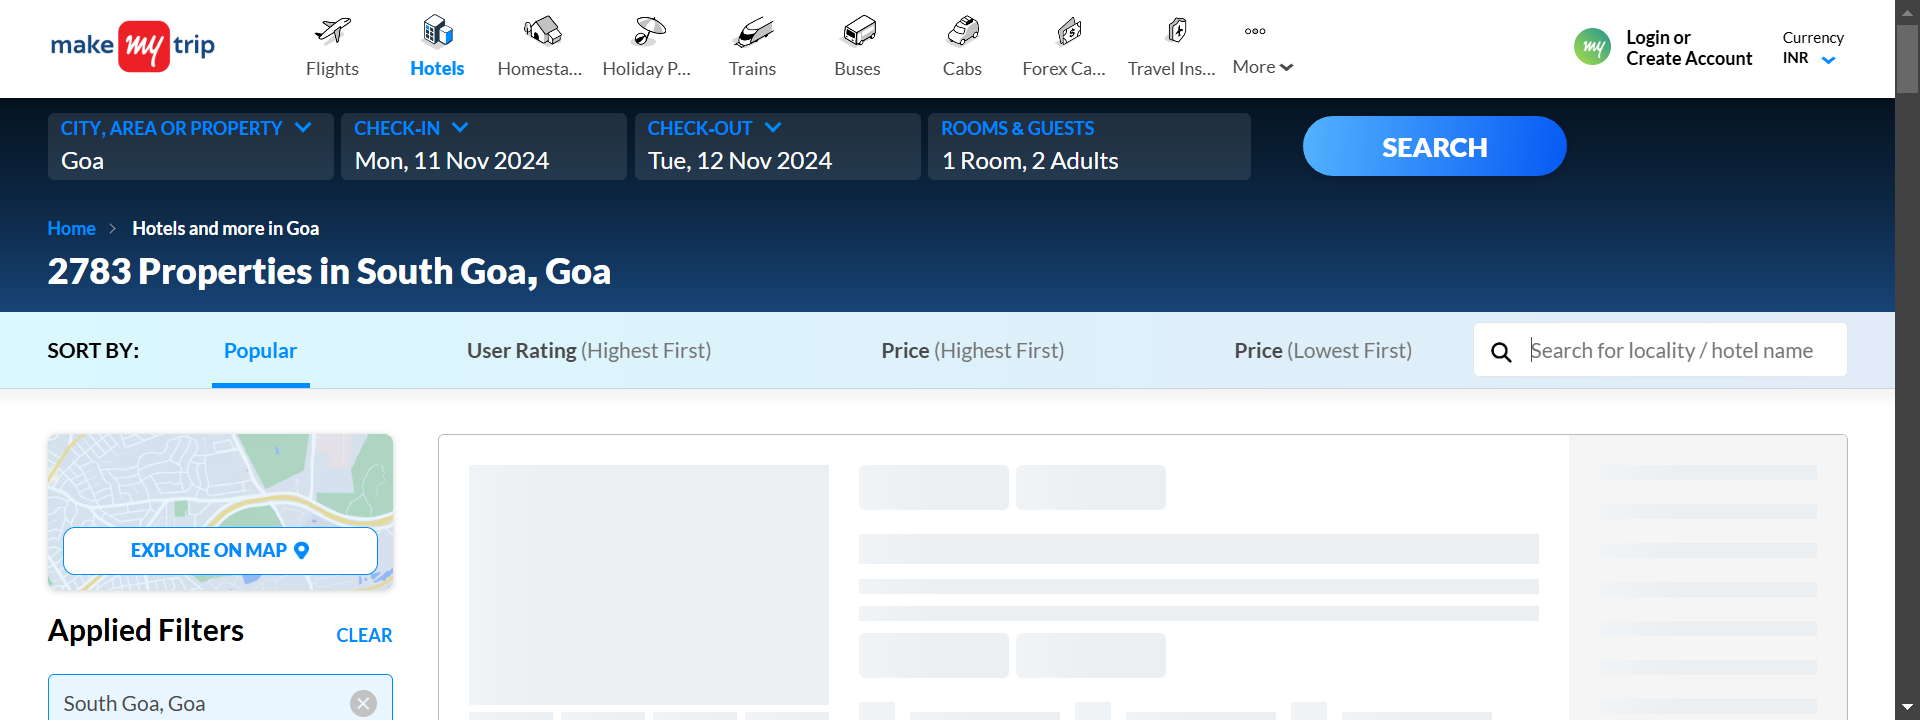 make my trip
Flights
Hotels
Homesta...
Holiday P...
Trains
Buses
Cabs
Forex Ca...
Travel Ins...
More
my
Login or
Create Account
Currency
INR
CITY, AREA OR PROPERTY
Goa
CHECK-IN
Mon, 11 Nov 2024
CHECK-OUT
Tue, 12 Nov 2024
ROOMS & GUESTS
1 Room, 2 Adults
SEARCH
Home > Hotels and more in Goa
2783 Properties in South Goa, Goa
SORT BY:
Popular
User Rating (Highest First)
Price (Highest First)
Price (Lowest First)
Search for locality / hotel name
EXPLORE ON MAP
Applied Filters
CLEAR
South Goa, Goa